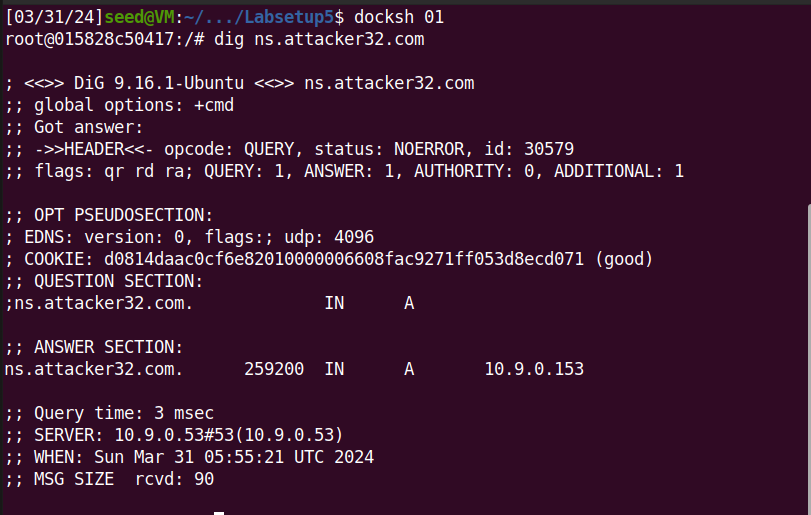 [03/31/24]seed@VM:~/.../Labsetup5$ docksh 01
root@015828c50417:/# dig ns.attacker32.com
; <<>> DiG 9.16.1-Ubuntu <<>> ns.attacker32.com
;; global options: +cmd
;; Got answer:
;; ->>HEADER<<- opcode: QUERY, status: NOERROR, id: 30579
;; flags: qr rd ra; QUERY: 1, ANSWER: 1, AUTHORITY: 0, ADDITIONAL: 1
;; OPT PSEUDOSECTION:
; EDNS: version: 0, flags:; udp: 4096
; COOKIE: d0814daac0cf6e82010000006608fac9271ff053d8ecd071 (good)
;; QUESTION SECTION:
;ns.attacker32.com.             IN      A
;; ANSWER SECTION:
ns.attacker32.com.      259200  IN      A       10.9.0.153
;; Query time: 3 msec
;; SERVER: 10.9.0.53#53(10.9.0.53)
;; WHEN: Sun Mar 31 05:55:21 UTC 2024
;; MSG SIZE  rcvd: 90